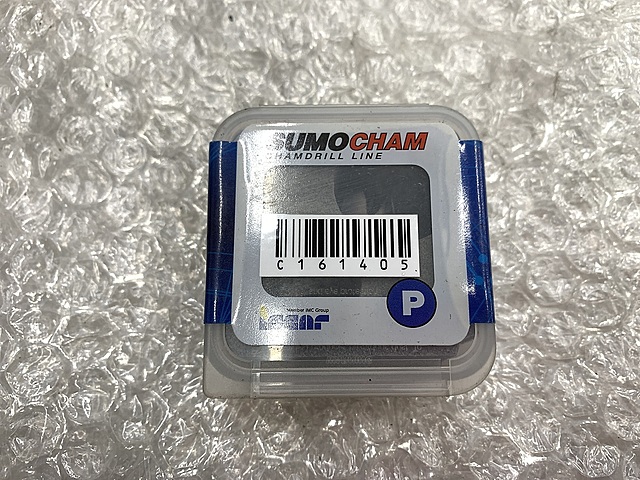 SUMOCHAM
CHAMDRILL LINE
C161405
P
Member IMC Group
iscar